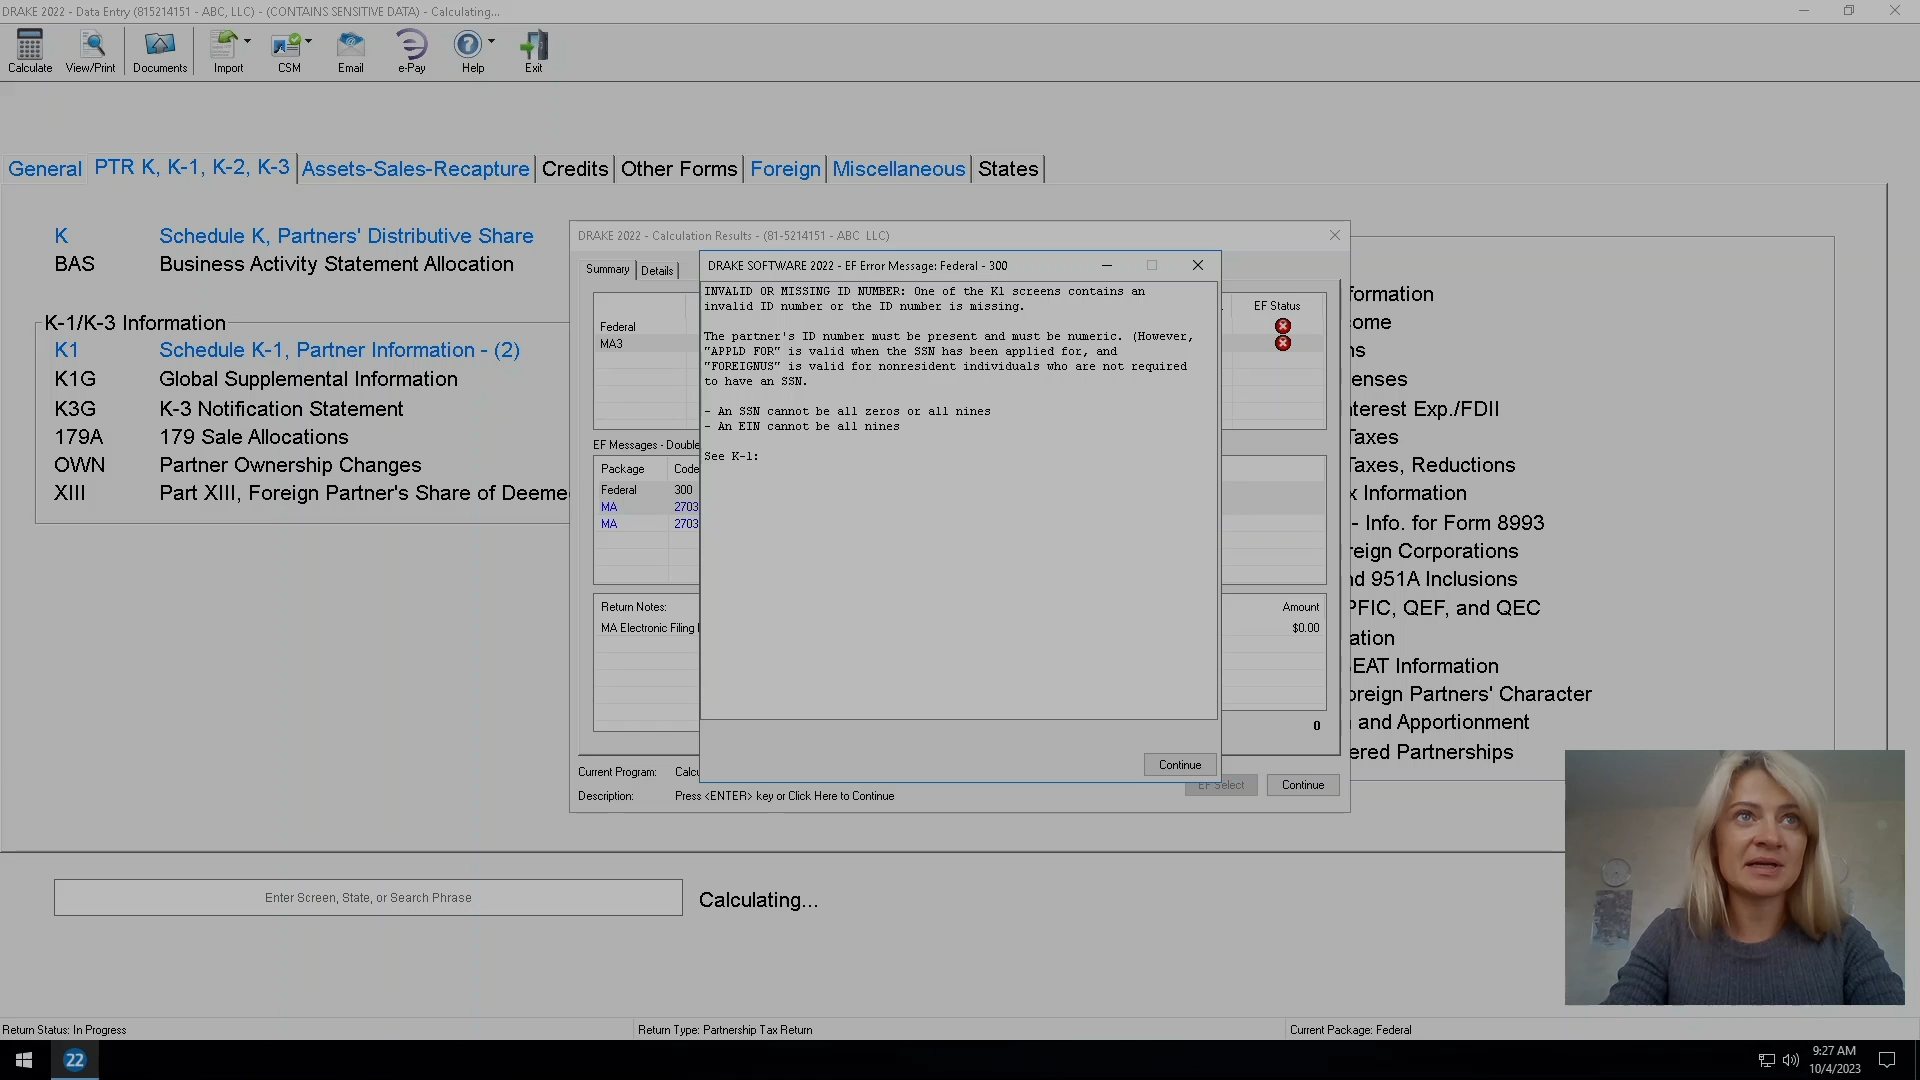 DRAKE 2022 - Data Entry (815214151 - ABC, LLC) - (CONTAINS SENSITIVE DATA) - Calculating...
Calculate View/Print Documents Import CSM Email e-Pay Help Exit
General PTR K, K-1, K-2, K-3 Assets-Sales-Recapture Credits Other Forms Foreign Miscellaneous States
K Schedule K, Partners' Distributive Share
BAS Business Activity Statement Allocation
K-1/K-3 Information
K1 Schedule K-1, Partner Information - (2)
K1G Global Supplemental Information
K3G K-3 Notification Statement
179A 179 Sale Allocations
OWN Partner Ownership Changes
XIII Part XIII, Foreign Partner's Share of Deeme
DRAKE 2022 - Calculation Results - (81-5214151 - ABC LLC)
Summary Details
EF Status
Federal
MA3
EF Messages - Double
Package Code
Federal 300
MA 2703
MA 2703
Return Notes: Amount
MA Electronic Filing $0.00
0
Current Program: Calcu
Description: Press <ENTER> key or Click Here to Continue
EF Select Continue
DRAKE SOFTWARE 2022 - EF Error Message: Federal - 300
INVALID OR MISSING ID NUMBER: One of the K1 screens contains an
invalid ID number or the ID number is missing.
The partner's ID number must be present and must be numeric. (However,
"APPLD FOR" is valid when the SSN has been applied for, and
"FOREIGNUS" is valid for nonresident individuals who are not required
to have an SSN.
- An SSN cannot be all zeros or all nines
- An EIN cannot be all nines
See K-1:
Continue
formation
ome
ns
enses
nterest Exp./FDII
Taxes
Taxes, Reductions
x Information
- Info. for Form 8993
reign Corporations
nd 951A Inclusions
PFIC, QEF, and QEC
ation
EAT Information
oreign Partners' Character
and Apportionment
ered Partnerships
Enter Screen, State, or Search Phrase
Calculating...
Return Status: In Progress
Return Type: Partnership Tax Return
Current Package: Federal
22
9:27 AM
10/4/2023